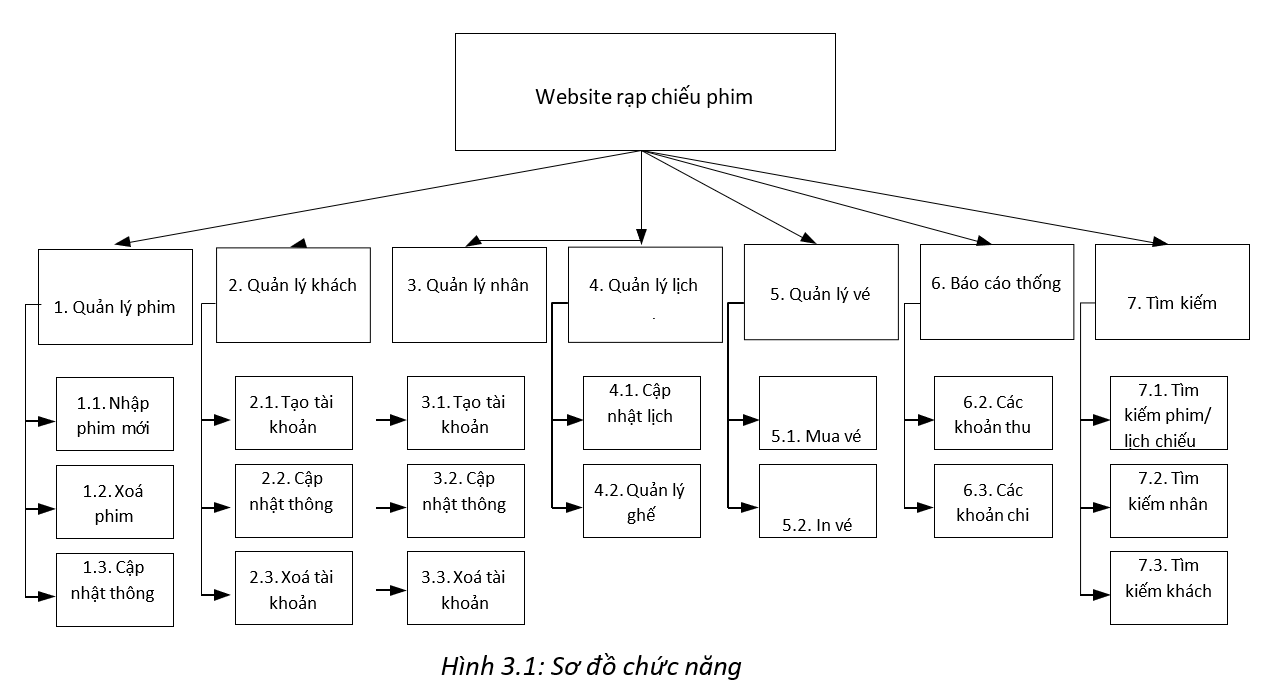 Website rạp chiếu phim
1. Quản lý phim
2. Quản lý khách
3. Quản lý nhân
4. Quản lý lịch
5. Quản lý vé
6. Báo cáo thống
7. Tìm kiếm
1.1. Nhập
phim mới
1.2. Xoá
phim
1.3. Cập
nhật thông
2.1. Tạo tài
khoản
2.2. Cập
nhật thông
2.3. Xoá tài
khoản
3.1. Tạo tài
khoản
3.2. Cập
nhật thông
3.3. Xoá tài
khoản
4.1. Cập
nhật lịch
4.2. Quản lý
ghế
5.1. Mua vé
5.2. In vé
6.2. Các
khoản thu
6.3. Các
khoản chi
7.1. Tìm
kiếm phim/
lịch chiếu
7.2. Tìm
kiếm nhân
7.3. Tìm
kiếm khách
Hình 3.1: Sơ đồ chức năng